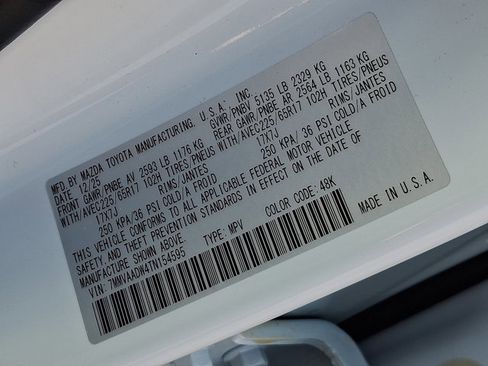 MFD BY MAZDA TOYOTA MANUFACTURING, U.S.A., INC.
DATE: 12/25 GVWR/PNBV 5135 LB 2329 KG
FRONT GAWR/PNBE AV 2593 LB 1176 KG REAR GAWR/PNBE AR 2564 LB 1163 KG
WITH/AVEC225/65R17 102H TIRES/PNEUS WITH/AVEC225/65R17 102H TIRES/PNEUS
17X7J RIMS/JANTES 17X7J RIMS/JANTES
250 KPA/36 PSI COLD/A FROID 250 KPA/36 PSI COLD/A FROID
THIS VEHICLE CONFORMS TO ALL APPLICABLE FEDERAL MOTOR VEHICLE
SAFETY AND THEFT PREVENTION STANDARDS IN EFFECT ON THE DATE OF
MANUFACTURE SHOWN ABOVE.
VIN: TYPE: MPV COLOR CODE: 48K
MADE IN U.S.A.